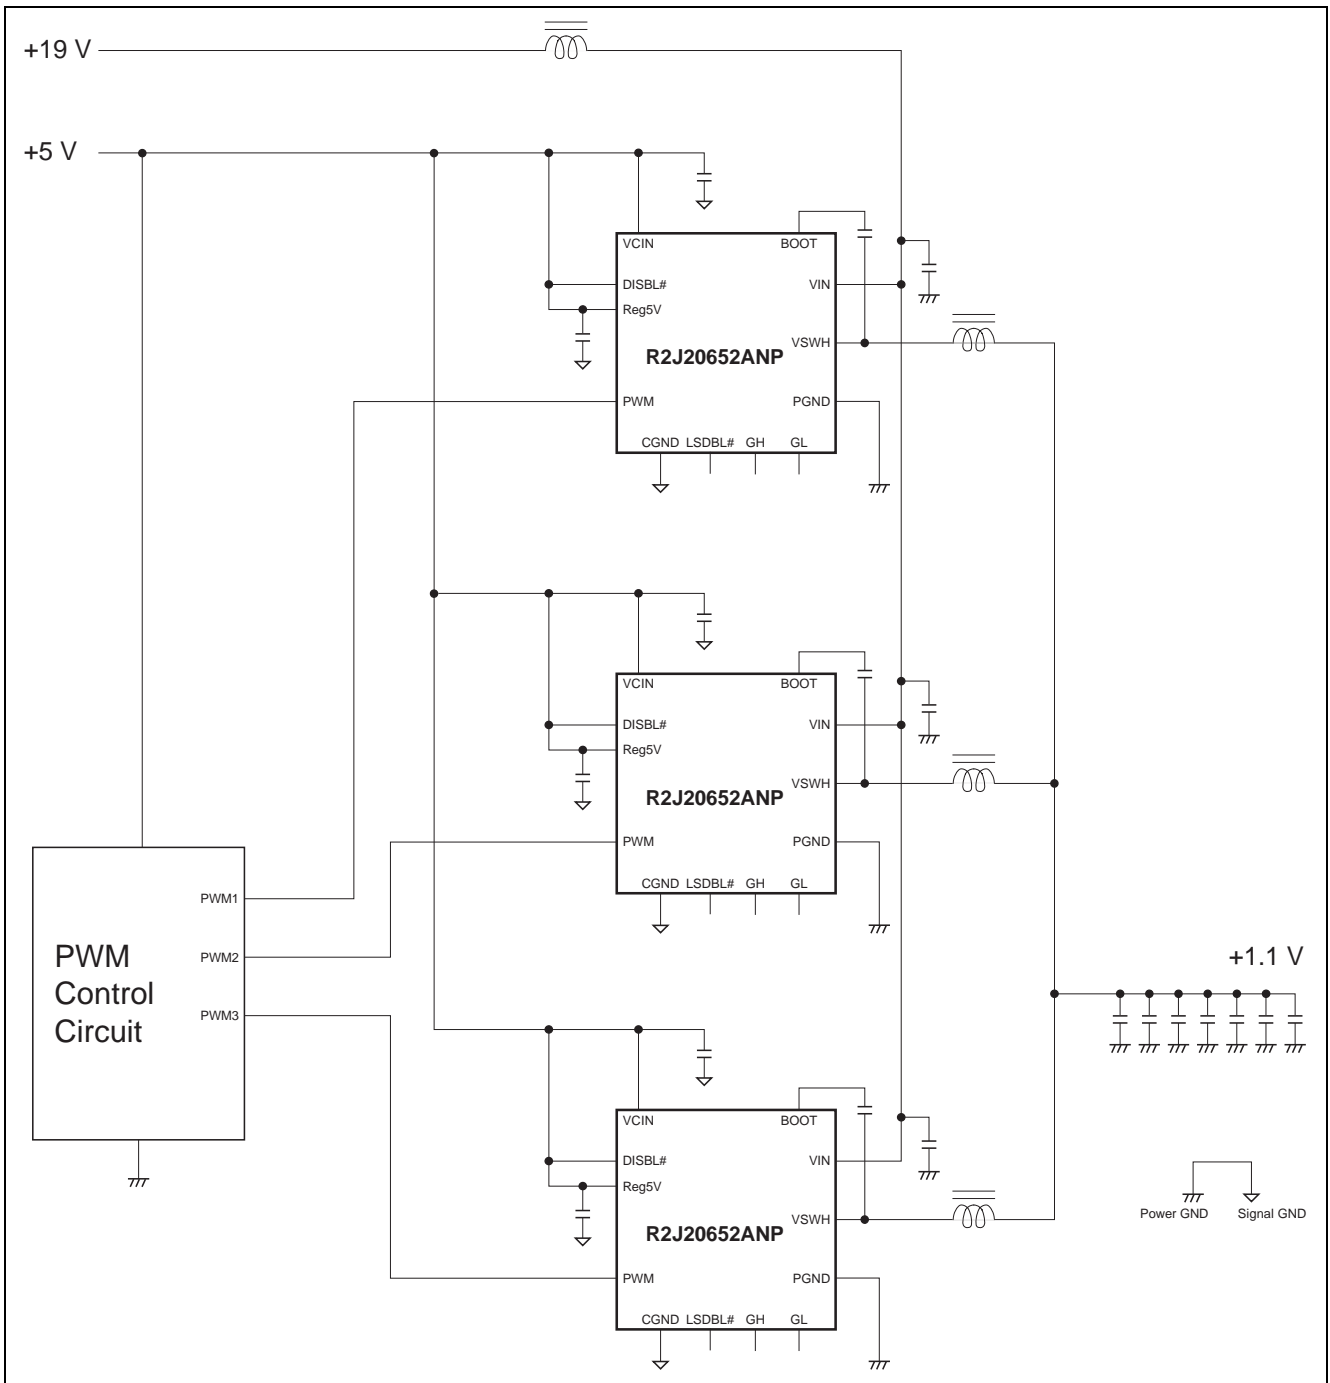 +19 V
+5 V
VCIN
BOOT
DISBL#
VIN
Reg5V
R2J20652ANP
VSWH
PWM
PGND
CGND LSDBL# GH GL
VCIN
BOOT
DISBL#
VIN
Reg5V
R2J20652ANP
VSWH
PWM
PGND
CGND LSDBL# GH GL
PWM1
PWM
Control
Circuit
PWM2
PWM3
+1.1 V
VCIN
BOOT
DISBL#
VIN
Reg5V
R2J20652ANP
VSWH
PWM
PGND
CGND LSDBL# GH GL
Power GND
Signal GND